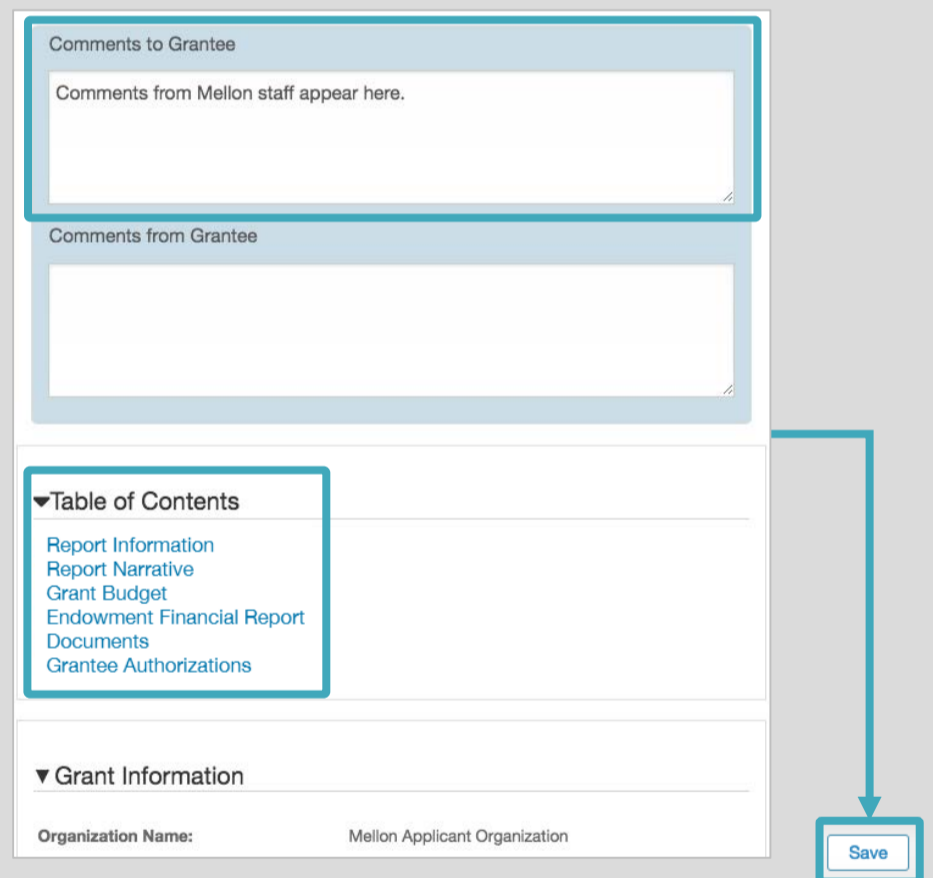 Comments to Grantee
Comments from Mellon staff appear here.
Comments from Grantee
Table of Contents
Report Information
Report Narrative
Grant Budget
Endowment Financial Report
Documents
Grantee Authorizations
Grant Information
Organization Name: Mellon Applicant Organization
Save